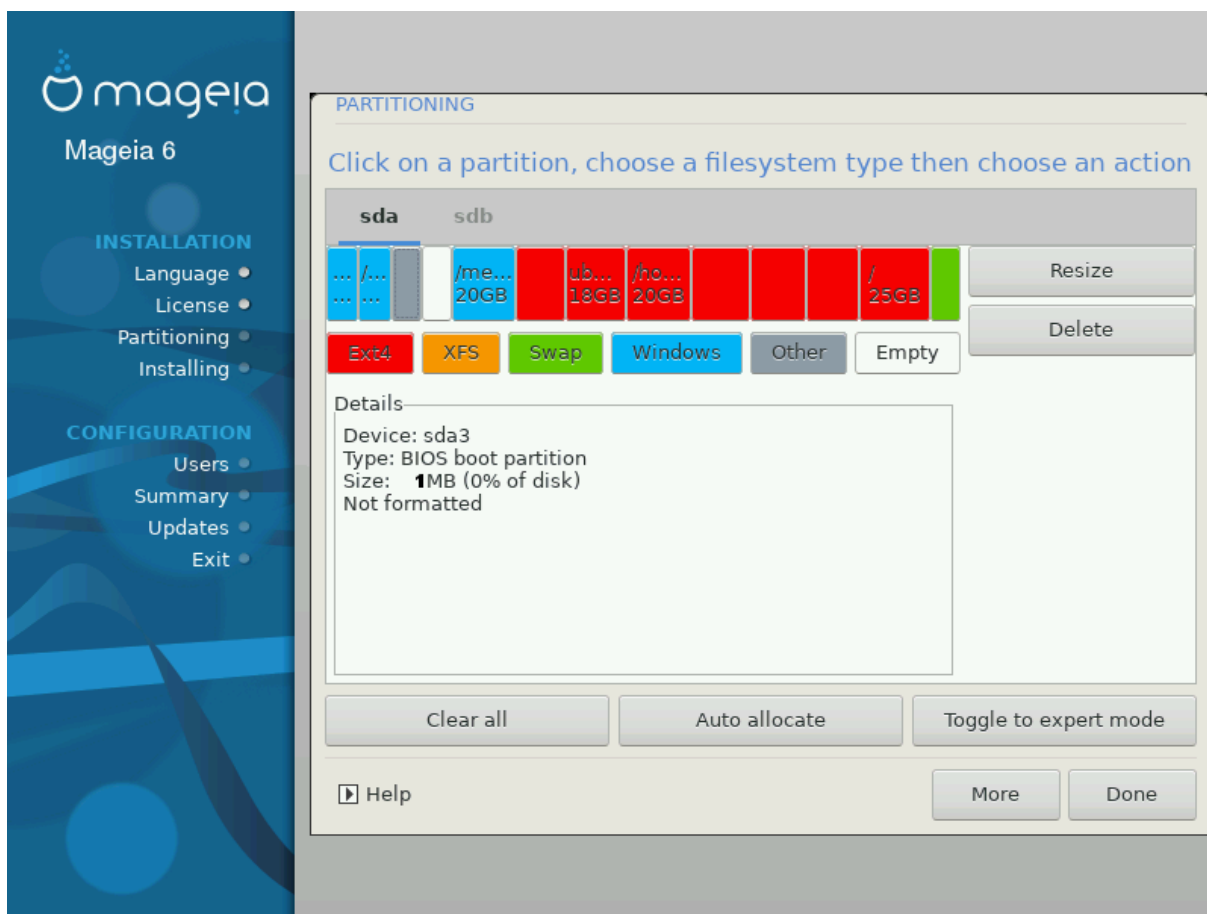 mageia
Mageia 6
INSTALLATION
Language
License
Partitioning
Installing
CONFIGURATION
Users
Summary
Updates
Exit
PARTITIONING
Click on a partition, choose a filesystem type then choose an action
sda sdb
... /... /me... ub... /ho... /
... ... 20GB 18GB 20GB 25GB
Resize
Delete
Ext4 XFS Swap Windows Other Empty
Details
Device: sda3
Type: BIOS boot partition
Size: 1MB (0% of disk)
Not formatted
Clear all Auto allocate Toggle to expert mode
Help More Done